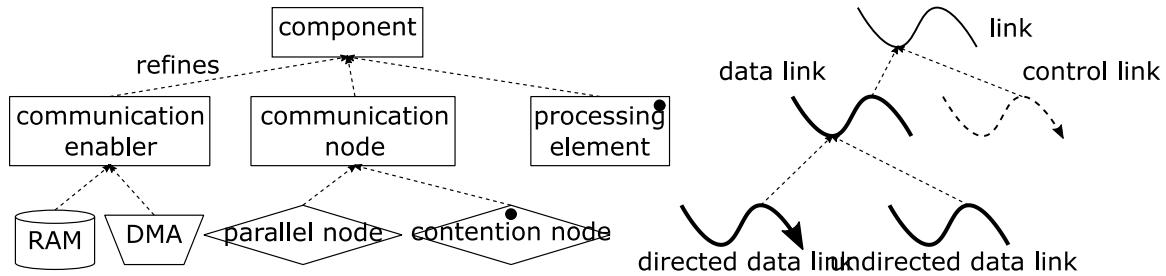 component
link
refines
data link
control link
communication
enabler
communication
node
processing
element
RAM
DMA
parallel node
contention node
directed data link
undirected data link